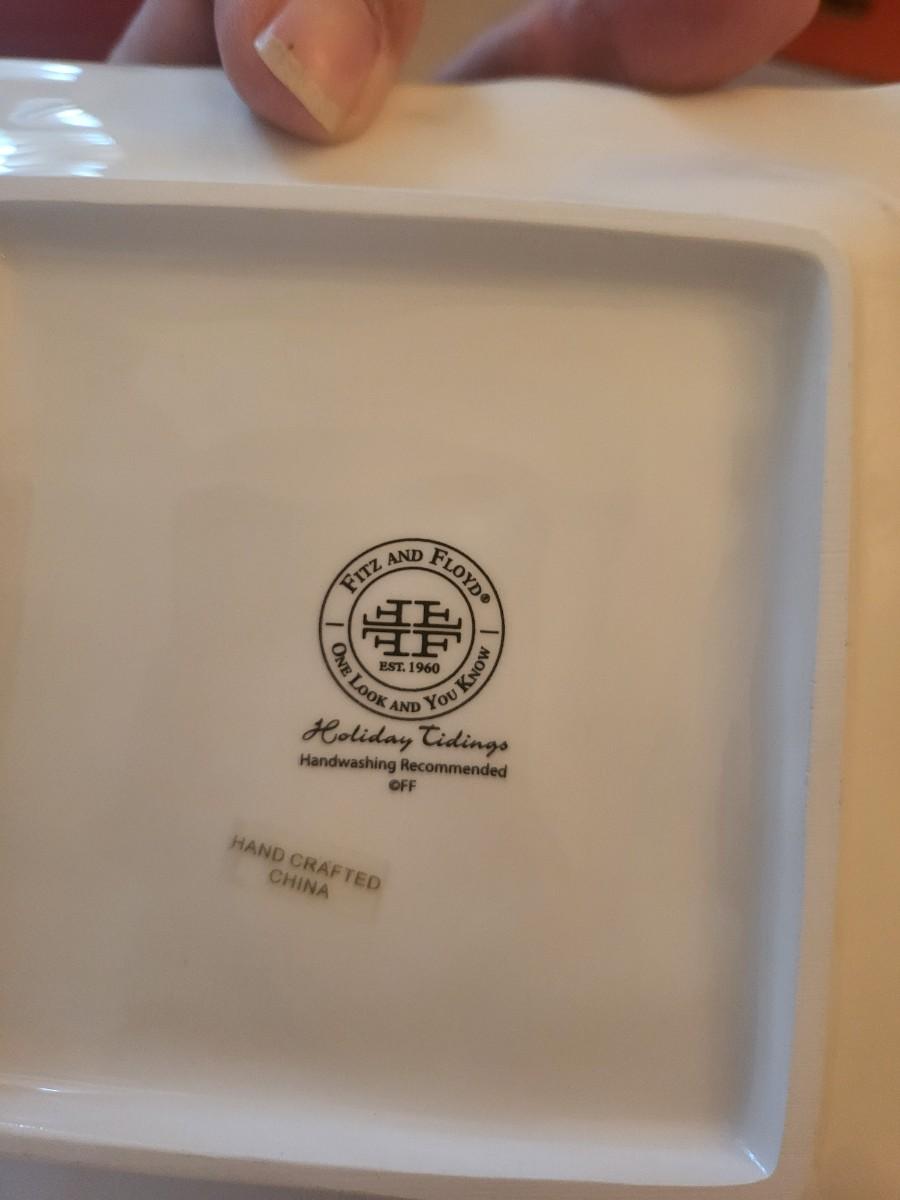 FITZ AND FLOYD®
EST. 1960
ONE LOOK AND YOU KNOW
Holiday Tidings
Handwashing Recommended
©FF
HAND CRAFTED
CHINA